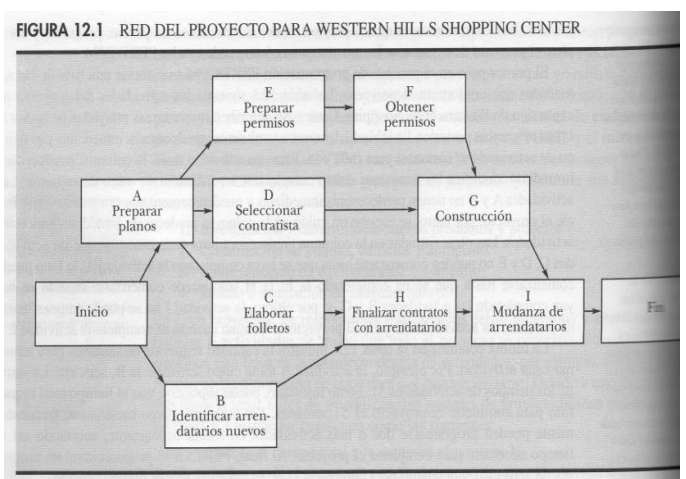 FIGURA 12.1 RED DEL PROYECTO PARA WESTERN HILLS SHOPPING CENTER
E
Preparar
permisos
F
Obtener
permisos
A
Preparar
planos
D
Seleccionar
contratista
G
Construcción
Inicio
C
Elaborar
folletos
H
Finalizar contratos
con arrendatarios
I
Mudanza de
arrendatarios
Fin
B
Identificar arren-
datarios nuevos